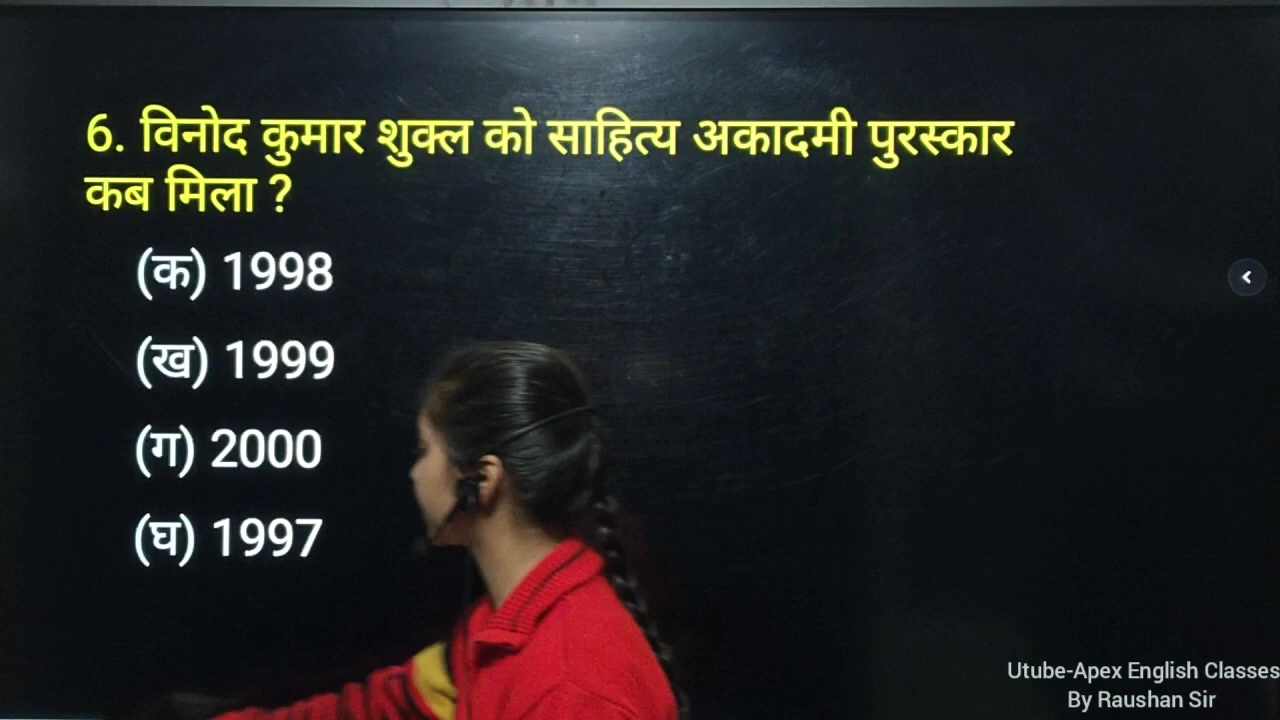 6. विनोद कुमार शुक्ल को साहित्य अकादमी पुरस्कार
कब मिला ?
(क) 1998
(ख) 1999
(ग) 2000
(घ) 1997
Utube-Apex English Classes
By Raushan Sir